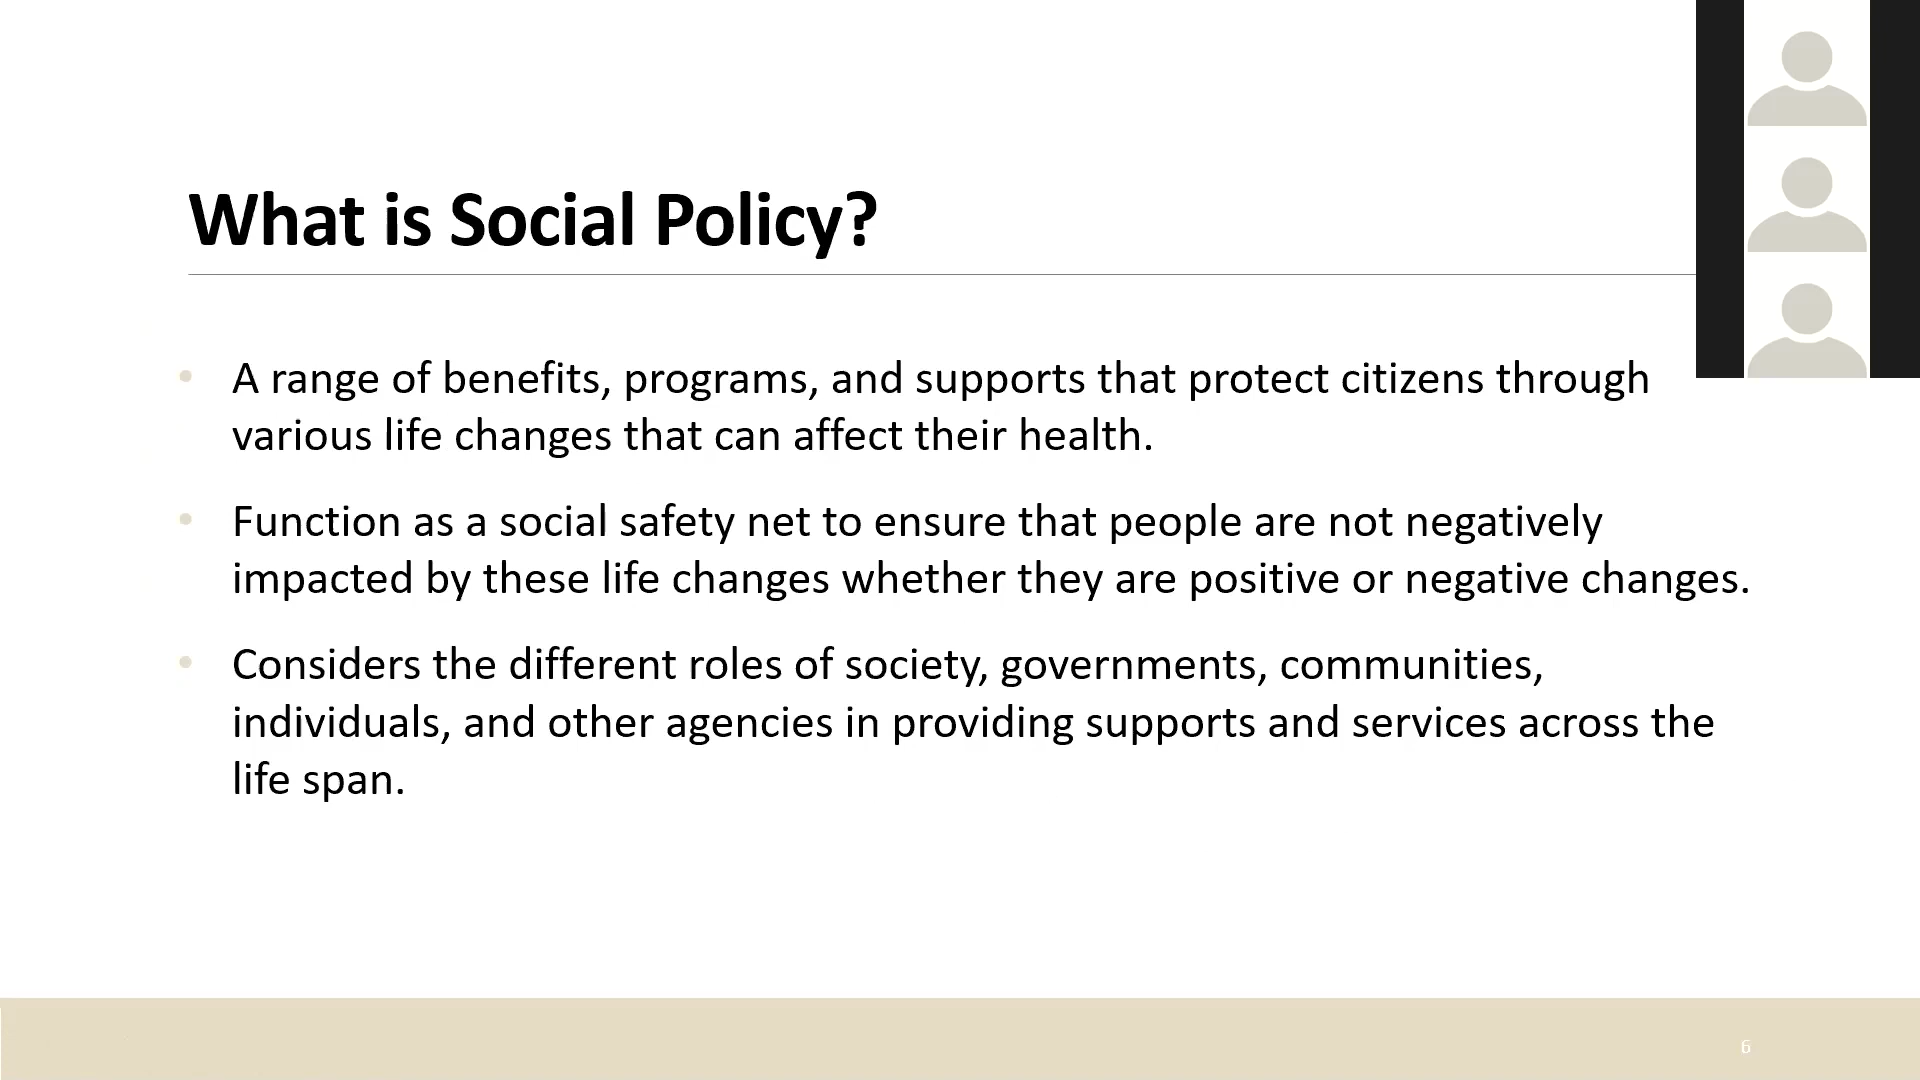 What is Social Policy?
• A range of benefits, programs, and supports that protect citizens through
various life changes that can affect their health.
• Function as a social safety net to ensure that people are not negatively
impacted by these life changes whether they are positive or negative changes.
• Considers the different roles of society, governments, communities,
individuals, and other agencies in providing supports and services across the
life span.
6